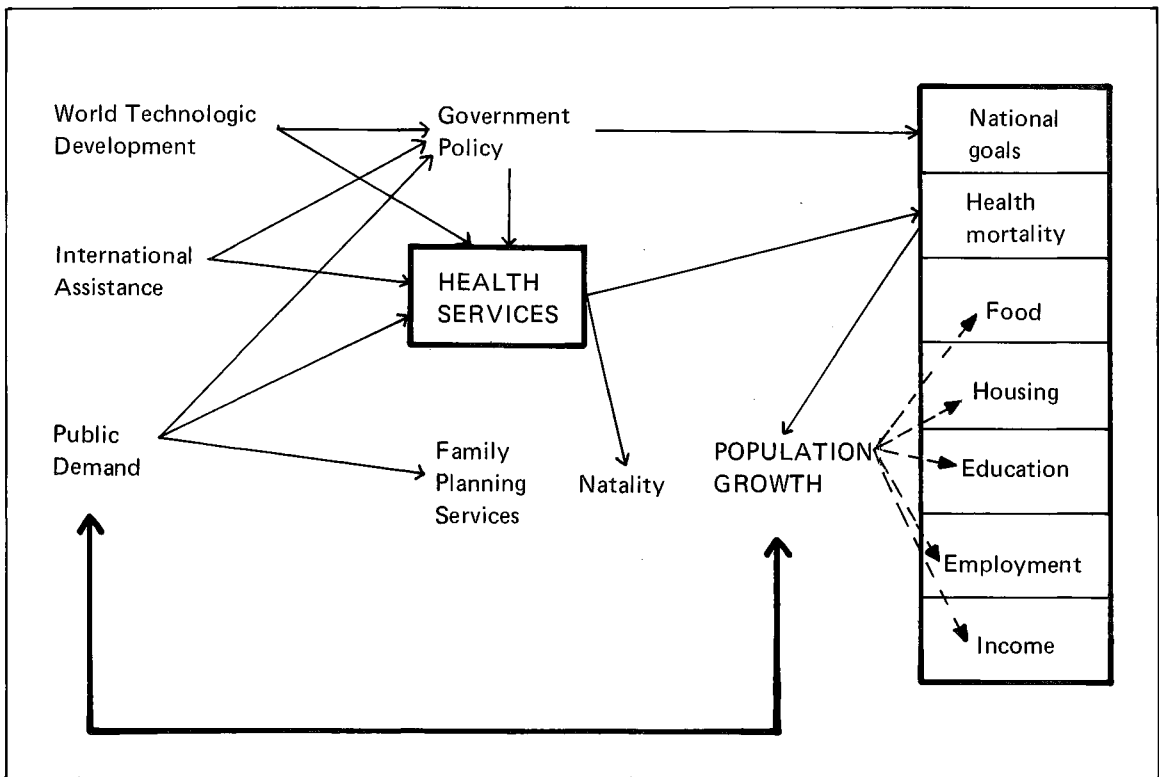 World Technologic
Development
Government
Policy
International
Assistance
HEALTH
SERVICES
Public
Demand
Family
Planning
Services
Natality
POPULATION
GROWTH
National
goals
Health
mortality
Food
Housing
Education
Employment
Income